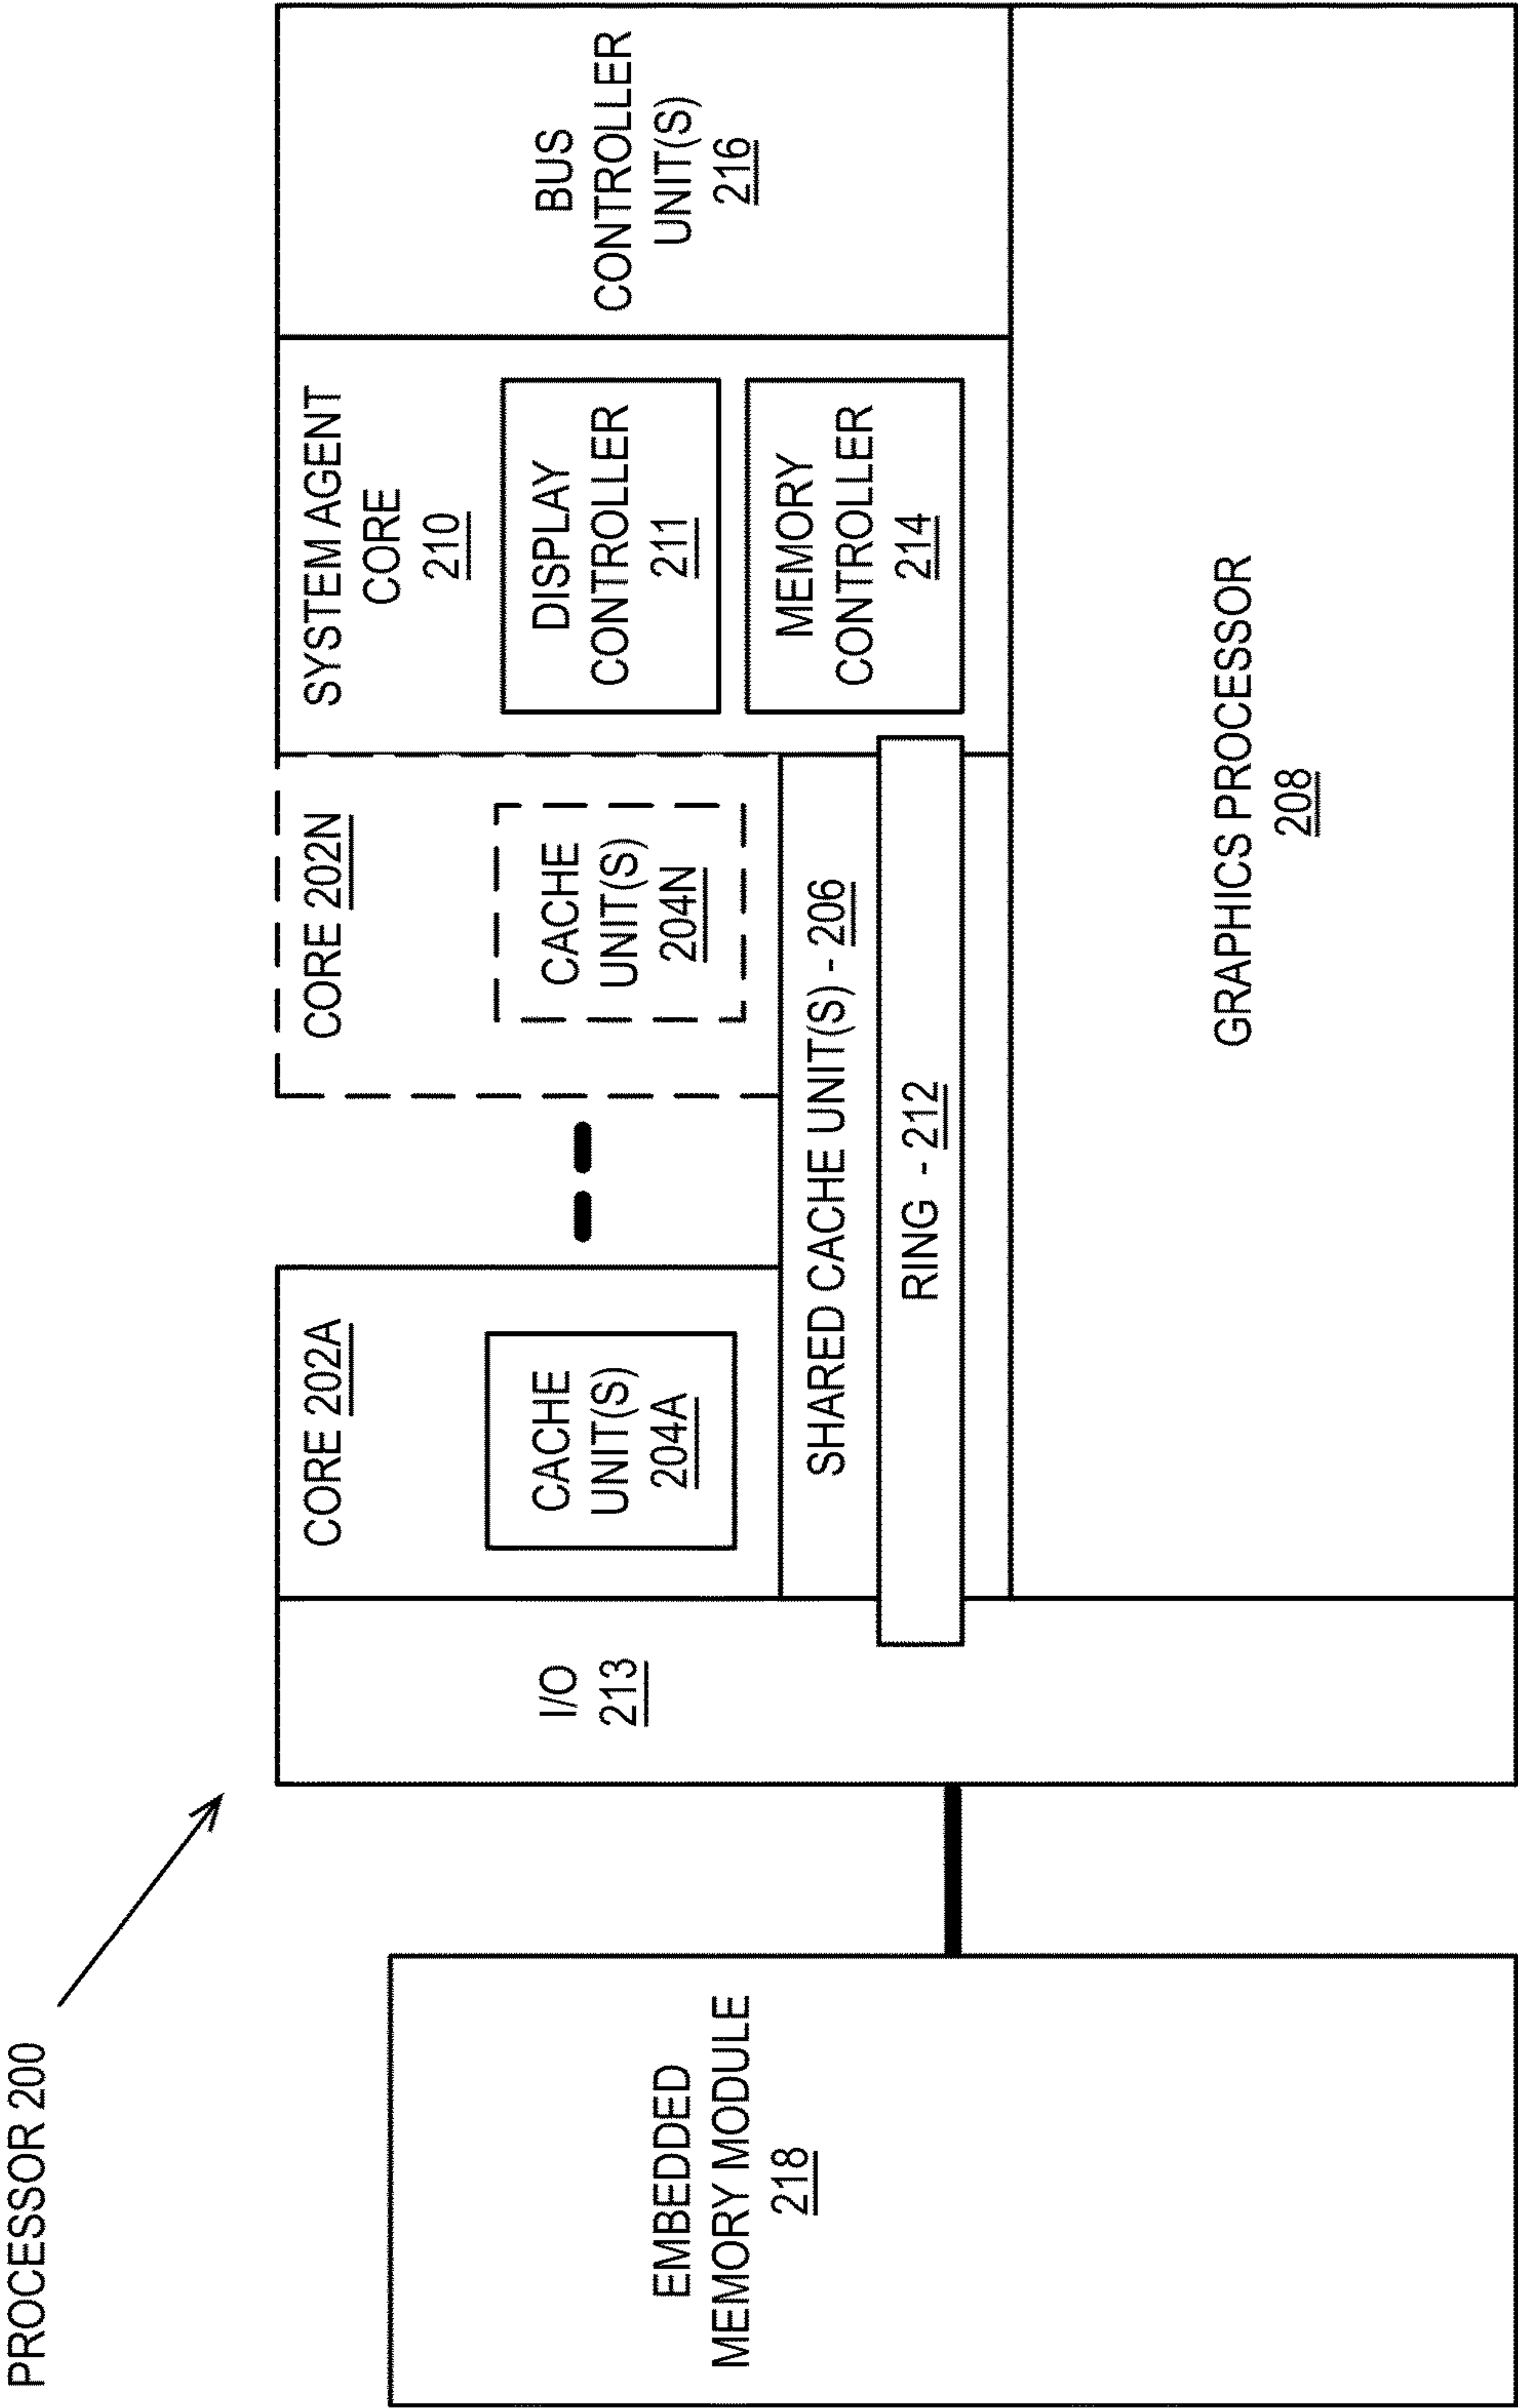 PROCESSOR 200
EMBEDDED
MEMORY MODULE
218
I/O
213
CORE 202A
CACHE
UNIT(S)
204A
CORE 202N
CACHE
UNIT(S)
204N
SHARED CACHE UNIT(S) - 206
RING - 212
SYSTEM AGENT
CORE
210
DISPLAY
CONTROLLER
211
MEMORY
CONTROLLER
214
BUS
CONTROLLER
UNIT(S)
216
GRAPHICS PROCESSOR
208